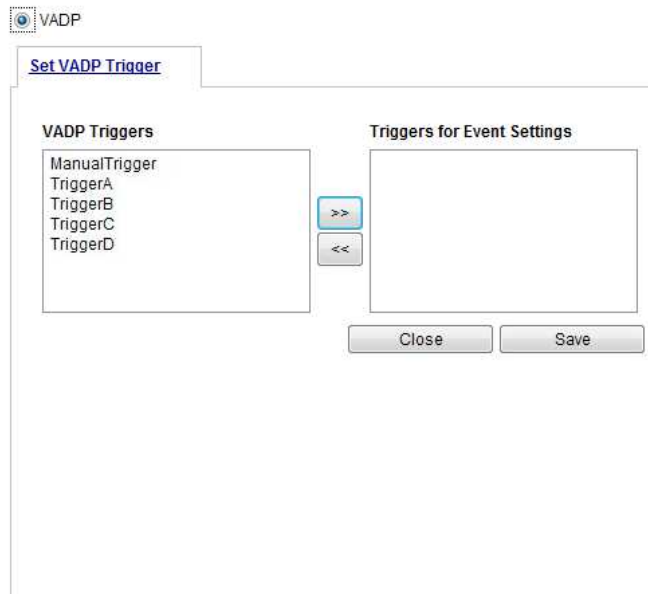 VADP
Set VADP Trigger
VADP Triggers
Triggers for Event Settings
ManualTrigger
TriggerA
TriggerB
TriggerC
TriggerD
>>
<<
Close
Save